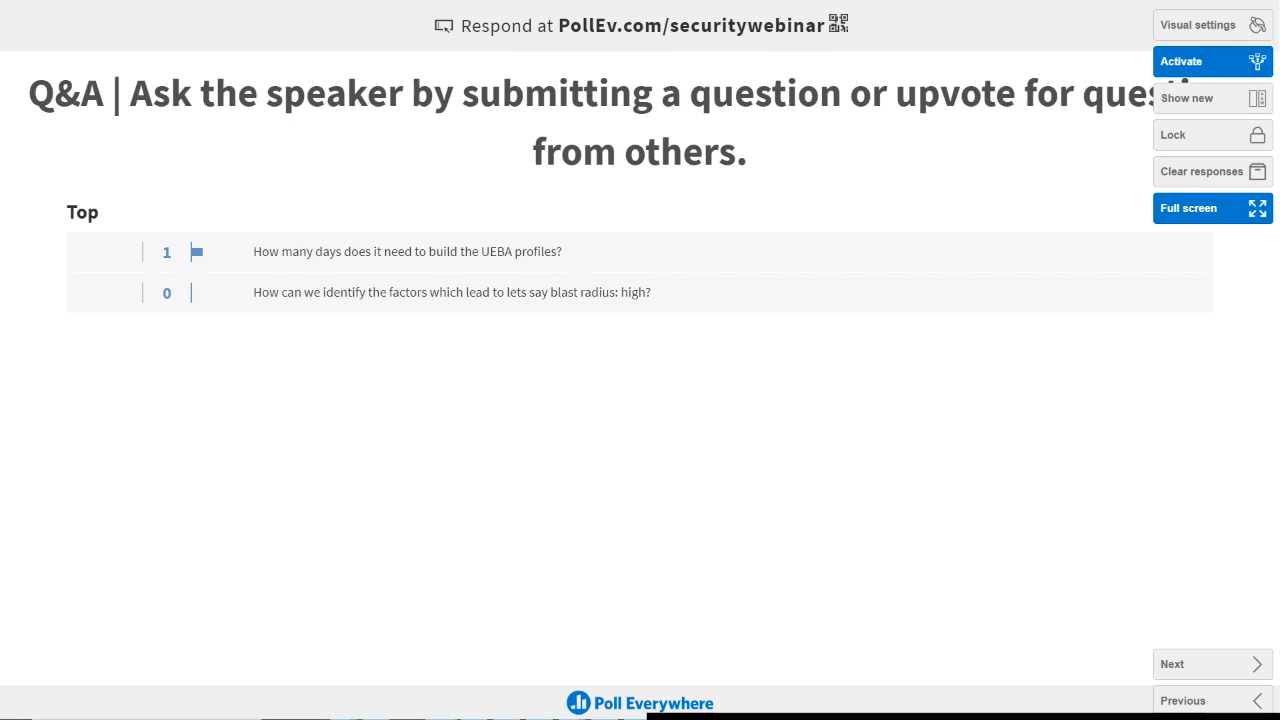 Respond at PollEv.com/securitywebinar
Visual settings
Activate
Q&A | Ask the speaker by submitting a question or upvote for
from others.
Show new
Lock
Clear responses
Full screen
Top
1 How many days does it need to build the UEBA profiles?
0 How can we identify the factors which lead to lets say blast radius: high?
Next
Previous
Poll Everywhere